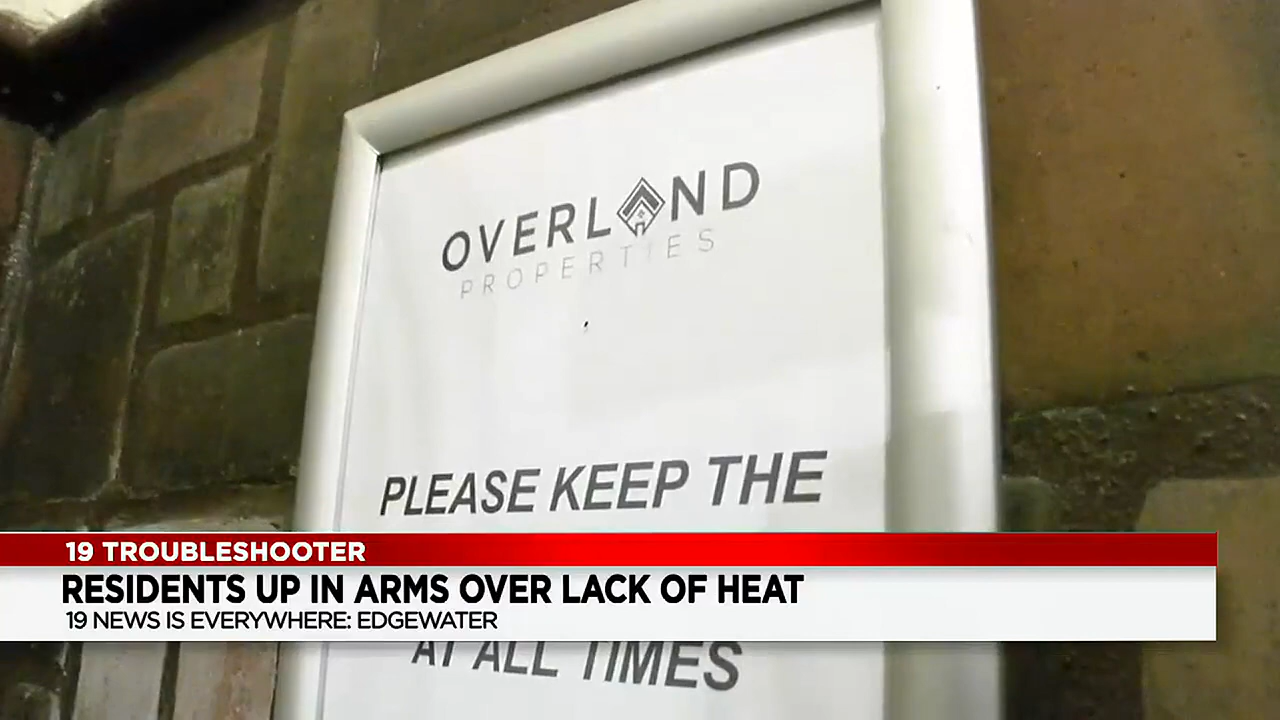 OVERLAND
PROPERTIES
PLEASE KEEP THE
19 TROUBLESHOOTER
RESIDENTS UP IN ARMS OVER LACK OF HEAT
19 NEWS IS EVERYWHERE: EDGEWATER
AT ALL TIMES